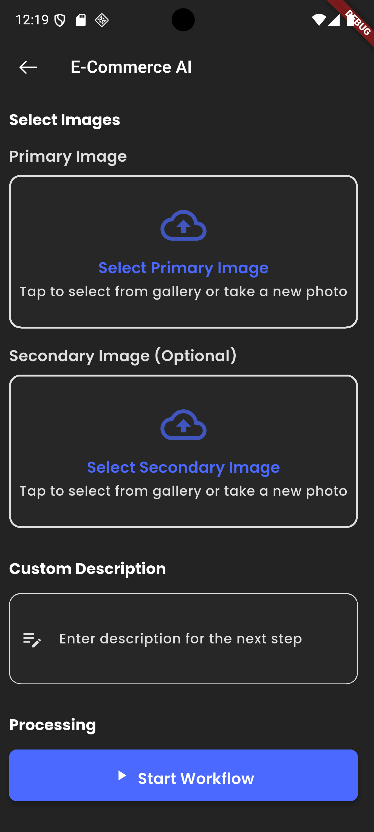 12:19
DEBUG
E-Commerce AI
Select Images
Primary Image
Select Primary Image
Tap to select from gallery or take a new photo
Secondary Image (Optional)
Select Secondary Image
Tap to select from gallery or take a new photo
Custom Description
Enter description for the next step
Processing
Start Workflow